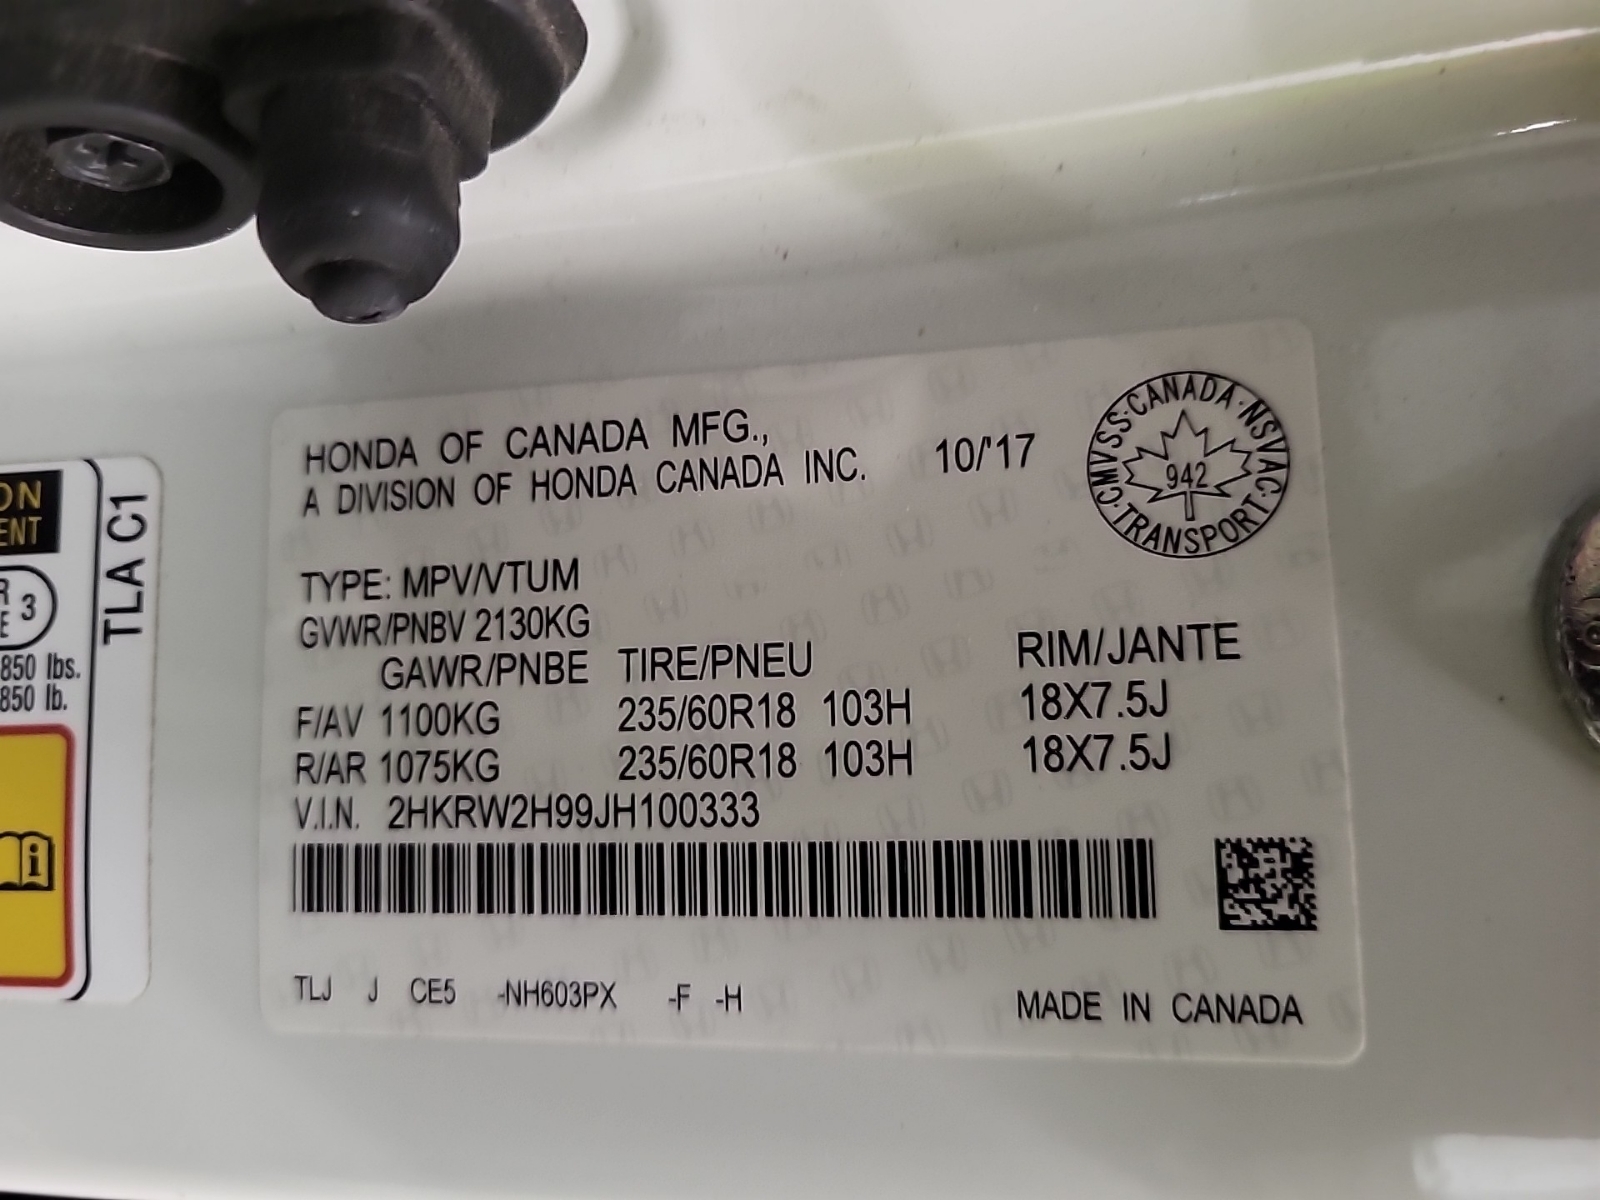 HONDA OF CANADA MFG.,
A DIVISION OF HONDA CANADA INC.
10/'17
CMVSS·CANADA·NSVAC·TRANSPORT·
942
TYPE: MPV/VTUM
GVWR/PNBV 2130KG
GAWR/PNBE TIRE/PNEU RIM/JANTE
F/AV 1100KG 235/60R18 103H 18X7.5J
R/AR 1075KG 235/60R18 103H 18X7.5J
V.I.N. 2HKRW2H99JH100333
TLJ J CE5 -NH603PX -F -H
MADE IN CANADA
TLA C1
ON
ENT
R
E 3
850 lbs.
850 lb.
i